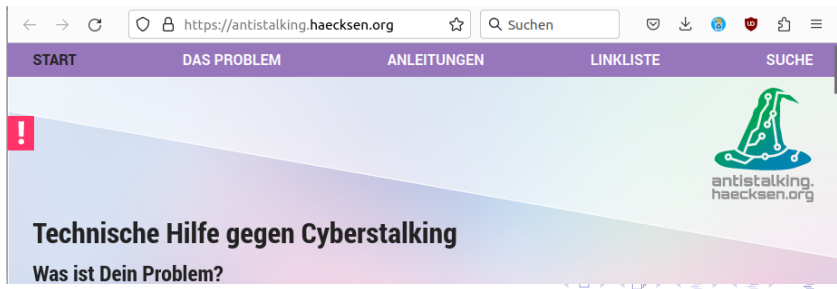 https://antistalking.haecksen.org
Suchen
START DAS PROBLEM ANLEITUNGEN LINKLISTE SUCHE
!
antistalking.
haecksen.org
Technische Hilfe gegen Cyberstalking
Was ist Dein Problem?